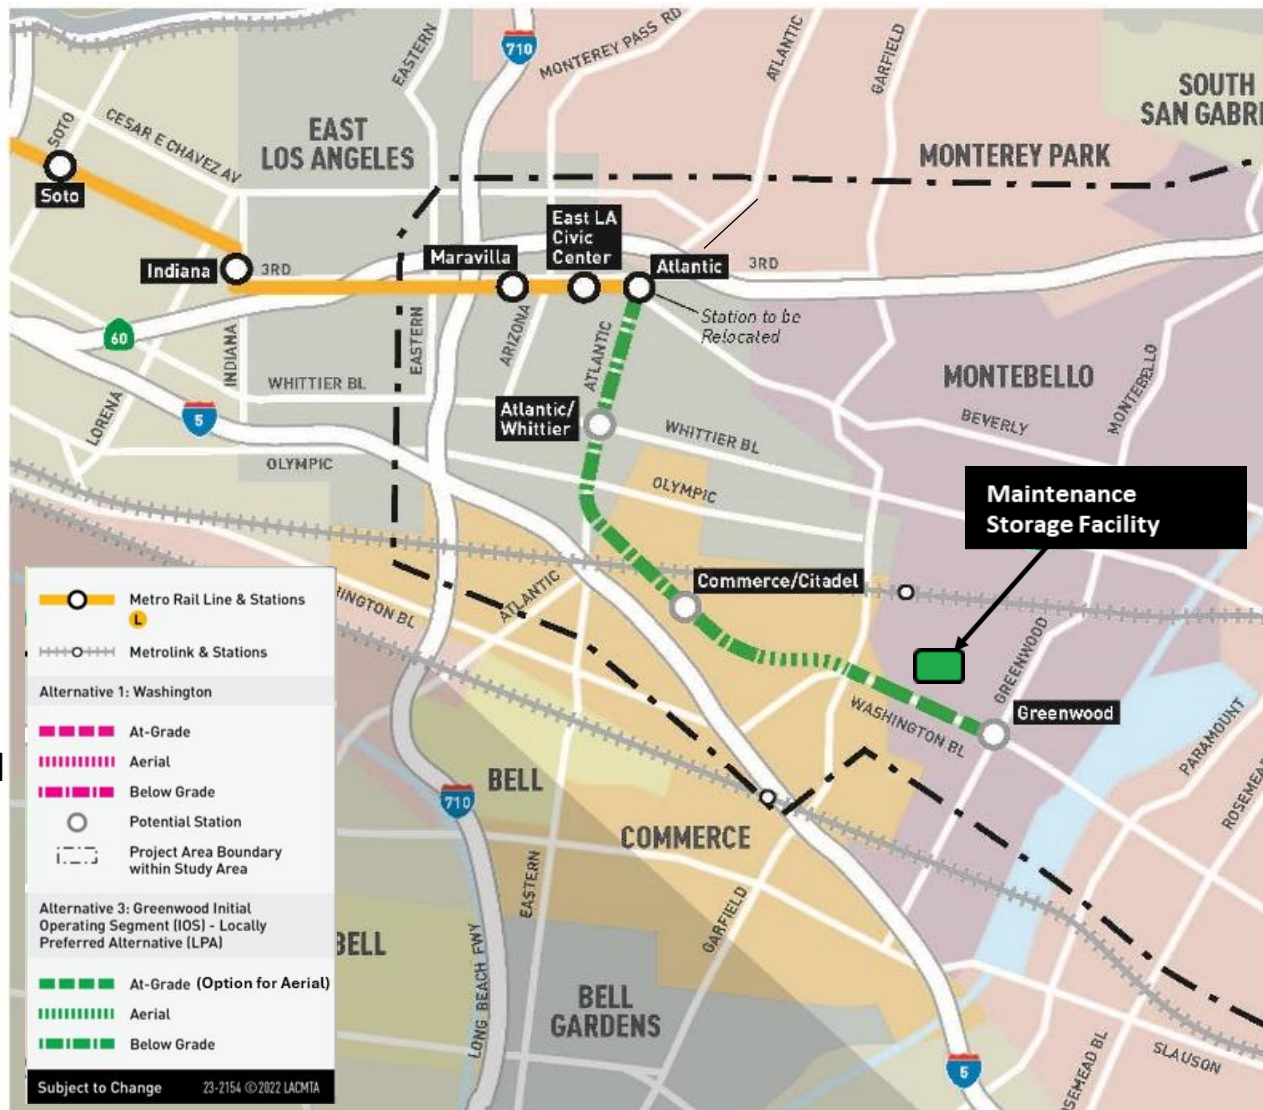 710
EASTERN
MONTEREY PASS RD
ATLANTIC
GARFIELD
SOUTH
SAN GABRI
SOTO
CESAR E CHAVEZ AV
EAST
LOS ANGELES
MONTEREY PARK
Soto
East LA
Civic
Center
Indiana
3RD
Maravilla
Atlantic
3RD
Station to be
Relocated
60
INDIANA
EASTERN
ARIZONA
ATLANTIC
MONTEBELLO
MONTEBELLO
WHITTIER BL
5
LORENA
Atlantic/
Whittier
WHITTIER BL
BEVERLY
OLYMPIC
OLYMPIC
Maintenance
Storage Facility
Commerce/Citadel
ATLANTIC
INGTON BL
GREENWOOD
WASHINGTON BL
Greenwood
PARAMOUNT
ROSEMEA
BELL
710
COMMERCE
EASTERN
GARFIELD
BELL
LONG BEACH FWY
BELL
GARDENS
5
SLAUSON
SEMEAD BL
Metro Rail Line & Stations
L
Metrolink & Stations
Alternative 1: Washington
At-Grade
Aerial
Below Grade
Potential Station
Project Area Boundary
within Study Area
Alternative 3: Greenwood Initial
Operating Segment (IOS) - Locally
Preferred Alternative (LPA)
At-Grade (Option for Aerial)
Aerial
Below Grade
Subject to Change 23-2154 ©2022 LACMTA